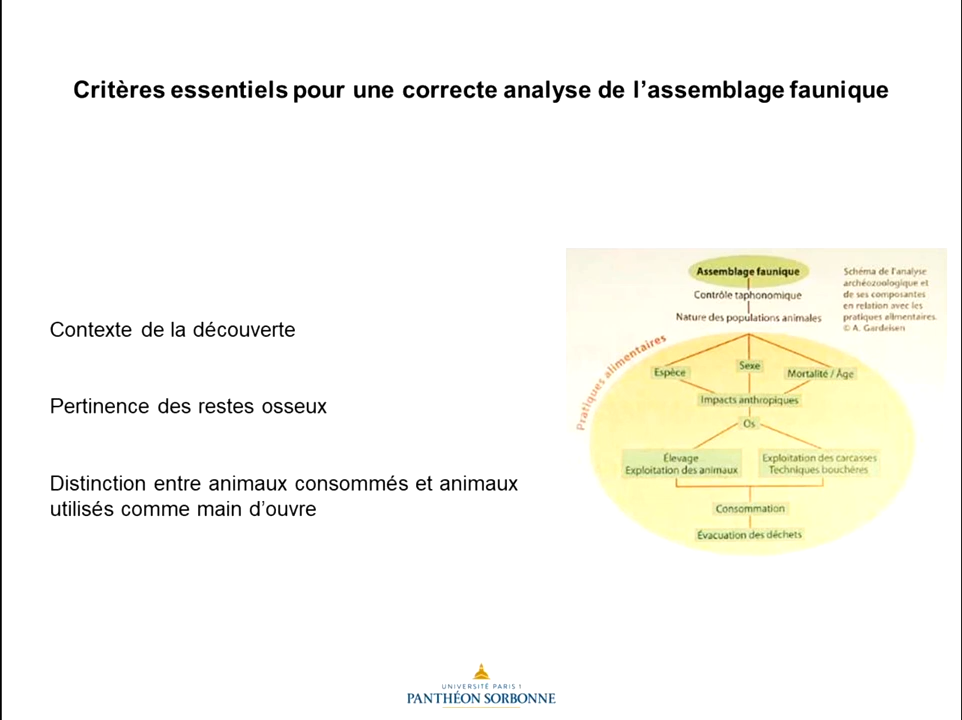 Critères essentiels pour une correcte analyse de l’assemblage faunique
Contexte de la découverte
Pertinence des restes osseux
Distinction entre animaux consommés et animaux
utilisés comme main d’ouvre
Assemblage faunique
Contrôle taphonomique
Nature des populations animales
Schéma de l'analyse
archéozoologique et
de ses composantes
en relation avec les
pratiques alimentaires.
© A. Gardeisen
Pratiques alimentaires
Espèce
Sexe
Mortalité / Âge
Impacts anthropiques
Os
Élevage
Exploitation des animaux
Exploitation des carcasses
Techniques bouchères
Consommation
Évacuation des déchets
UNIVERSITÉ PARIS 1
PANTHÉON SORBONNE